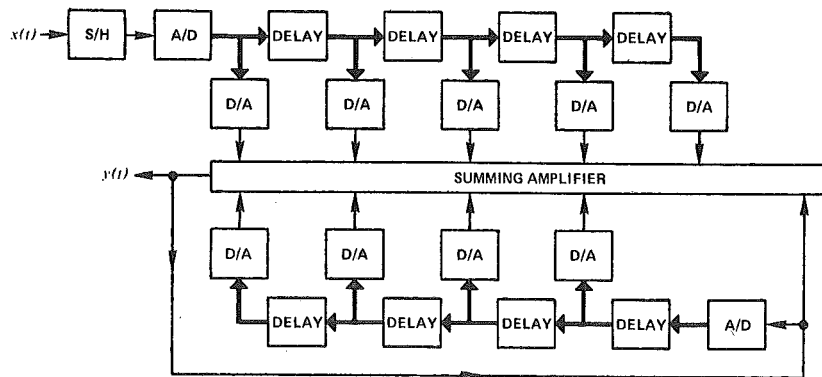 x(t) S/H A/D DELAY DELAY DELAY DELAY
D/A D/A D/A D/A D/A
y(t) SUMMING AMPLIFIER
D/A D/A D/A D/A
DELAY DELAY DELAY DELAY A/D